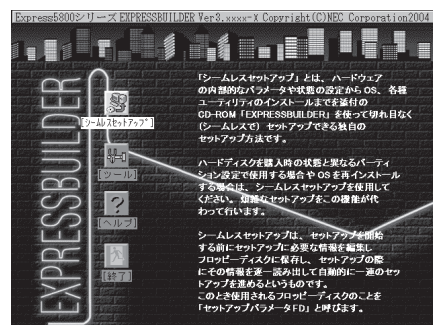 Express5800シリーズ EXPRESSBUILDER Ver3.xxxx-X Copyright(C)NEC Corporation2004
EXPRESSBUILDER
[シームレスセットアップ]
[ツール]
[ヘルプ]
[終了]
「シームレスセットアップ」とは、ハードウェア
の内部的なパラメータや状態の設定から OS、各種
ユーティリティのインストールまでを添付の
CD-ROM「EXPRESSBUILDER」を使って切れ目なく
(シームレスで) セットアップできる独自の
セットアップ方法です。
ハードディスクを購入時の状態と異なるパーティ
ション設定で使用する場合や OS を再インストール
する場合は、シームレスセットアップを使用して
ください。煩雑なセットアップをこの機能が代
わって行います。
シームレスセットアップは、セットアップを開始
する前にセットアップに必要な情報を編集し
フロッピーディスクに保存し、セットアップの際
にその情報を逐一読み出して自動的に一連のセッ
トアップを進めるというものです。
このとき使用されるフロッピーディスクのことを
「セットアップパラメータFD」と呼びます。